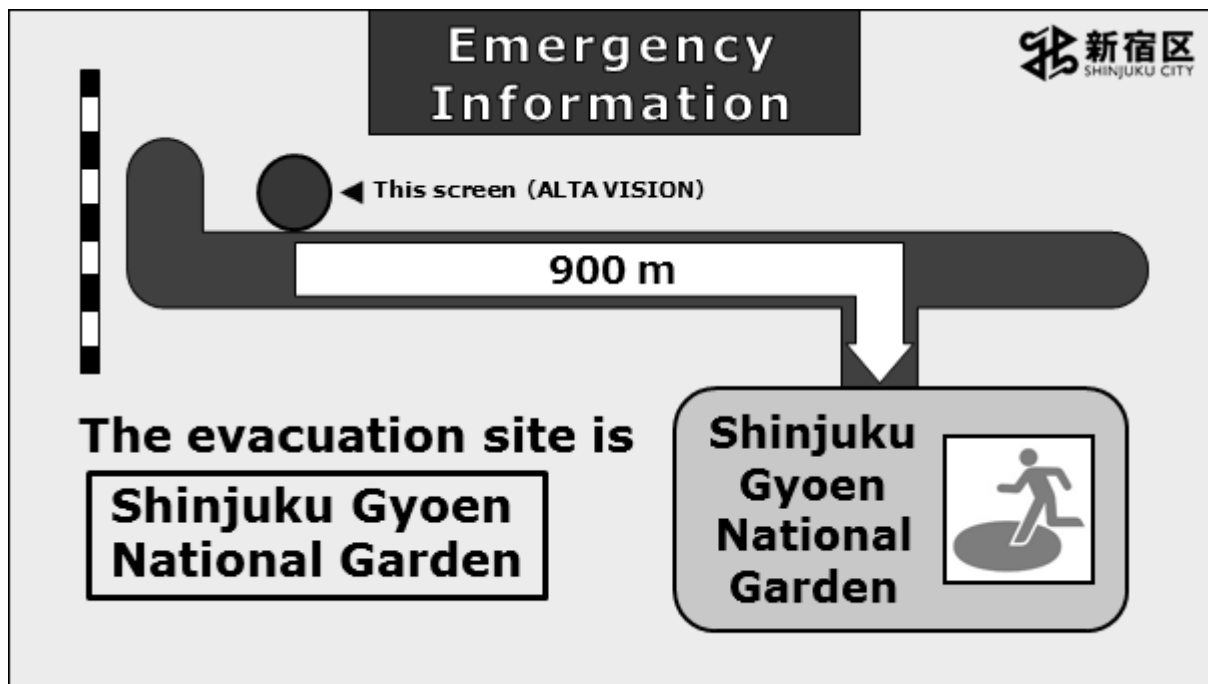 Emergency
Information
新宿区
SHINJUKU CITY
◀ This screen (ALTA VISION)
900 m
The evacuation site is
Shinjuku Gyoen
National Garden
Shinjuku
Gyoen
National
Garden